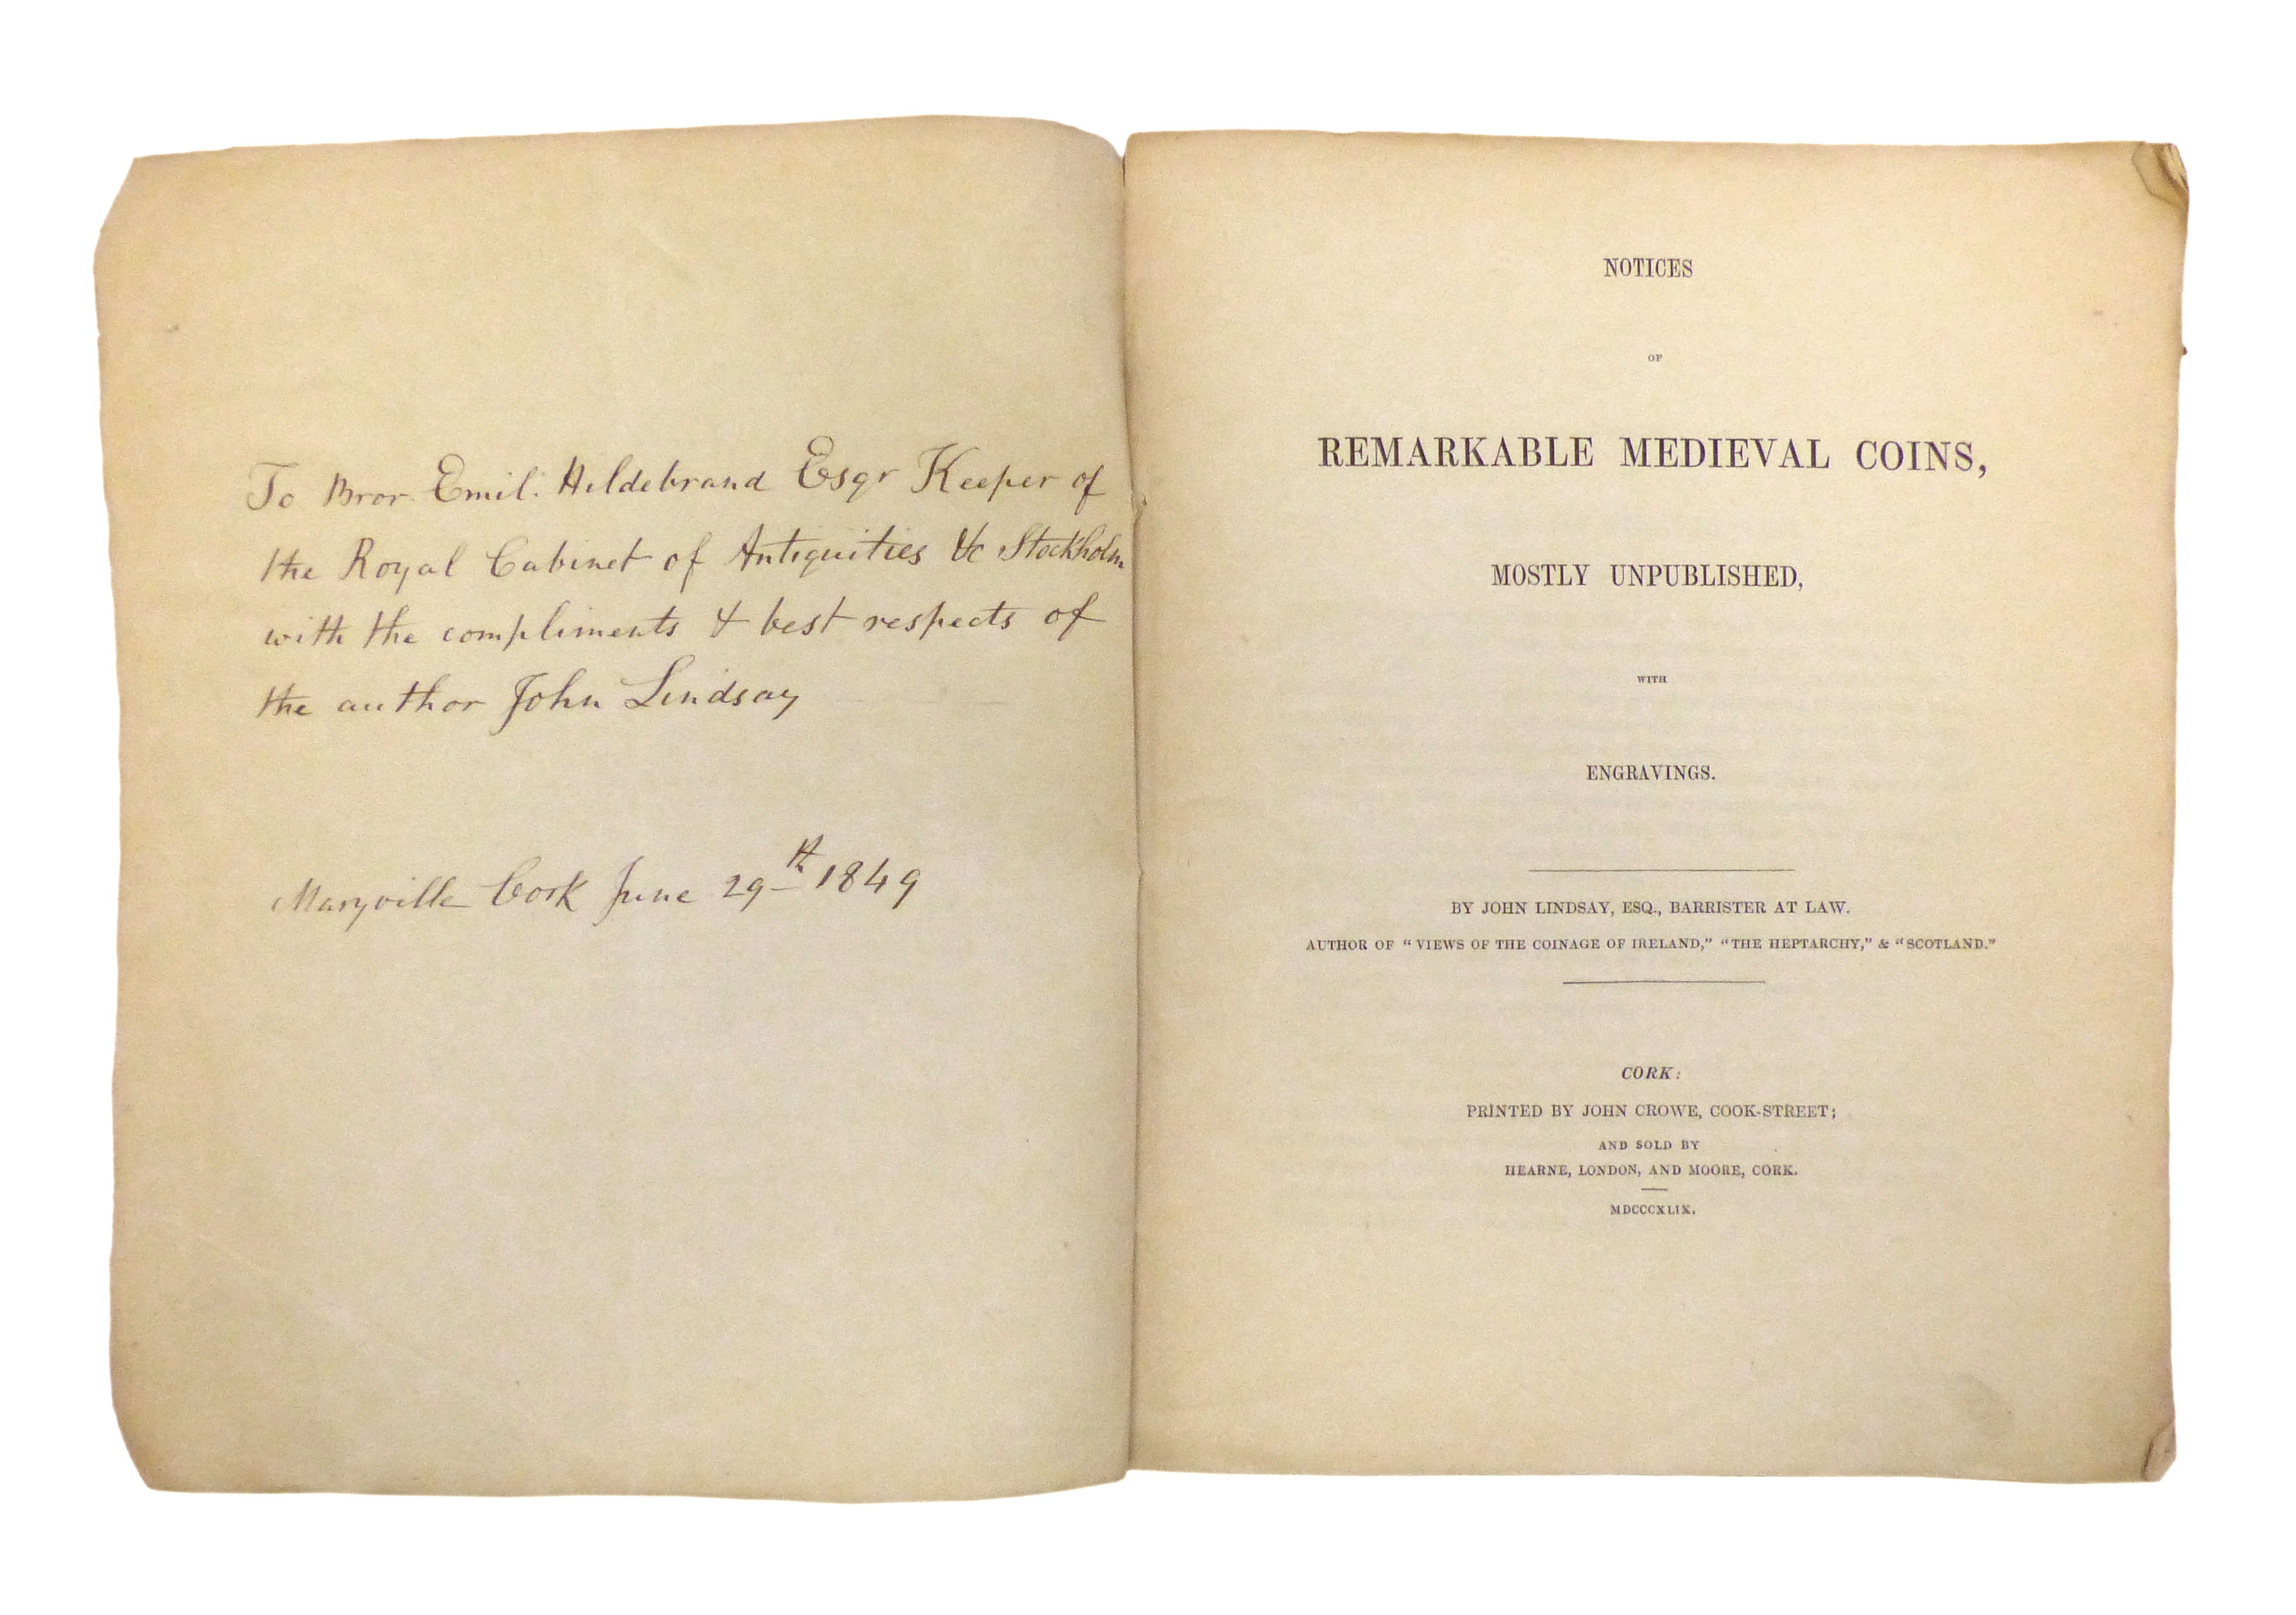 To Bror Emil. Hildebrand Esqr Keeper of
the Royal Cabinet of Antiquities &c Stockholm
with the compliments & best respects of
the author John Lindsay
Maryville Cork June 29th 1849
NOTICES
OF
REMARKABLE MEDIEVAL COINS,
MOSTLY UNPUBLISHED,
WITH
ENGRAVINGS.
BY JOHN LINDSAY, ESQ., BARRISTER AT LAW.
AUTHOR OF "VIEWS OF THE COINAGE OF IRELAND," "THE HEPTARCHY," & "SCOTLAND."
CORK:
PRINTED BY JOHN CROWE, COOK-STREET;
AND SOLD BY
HEARNE, LONDON, AND MOORE, CORK.
MDCCCXLIX.